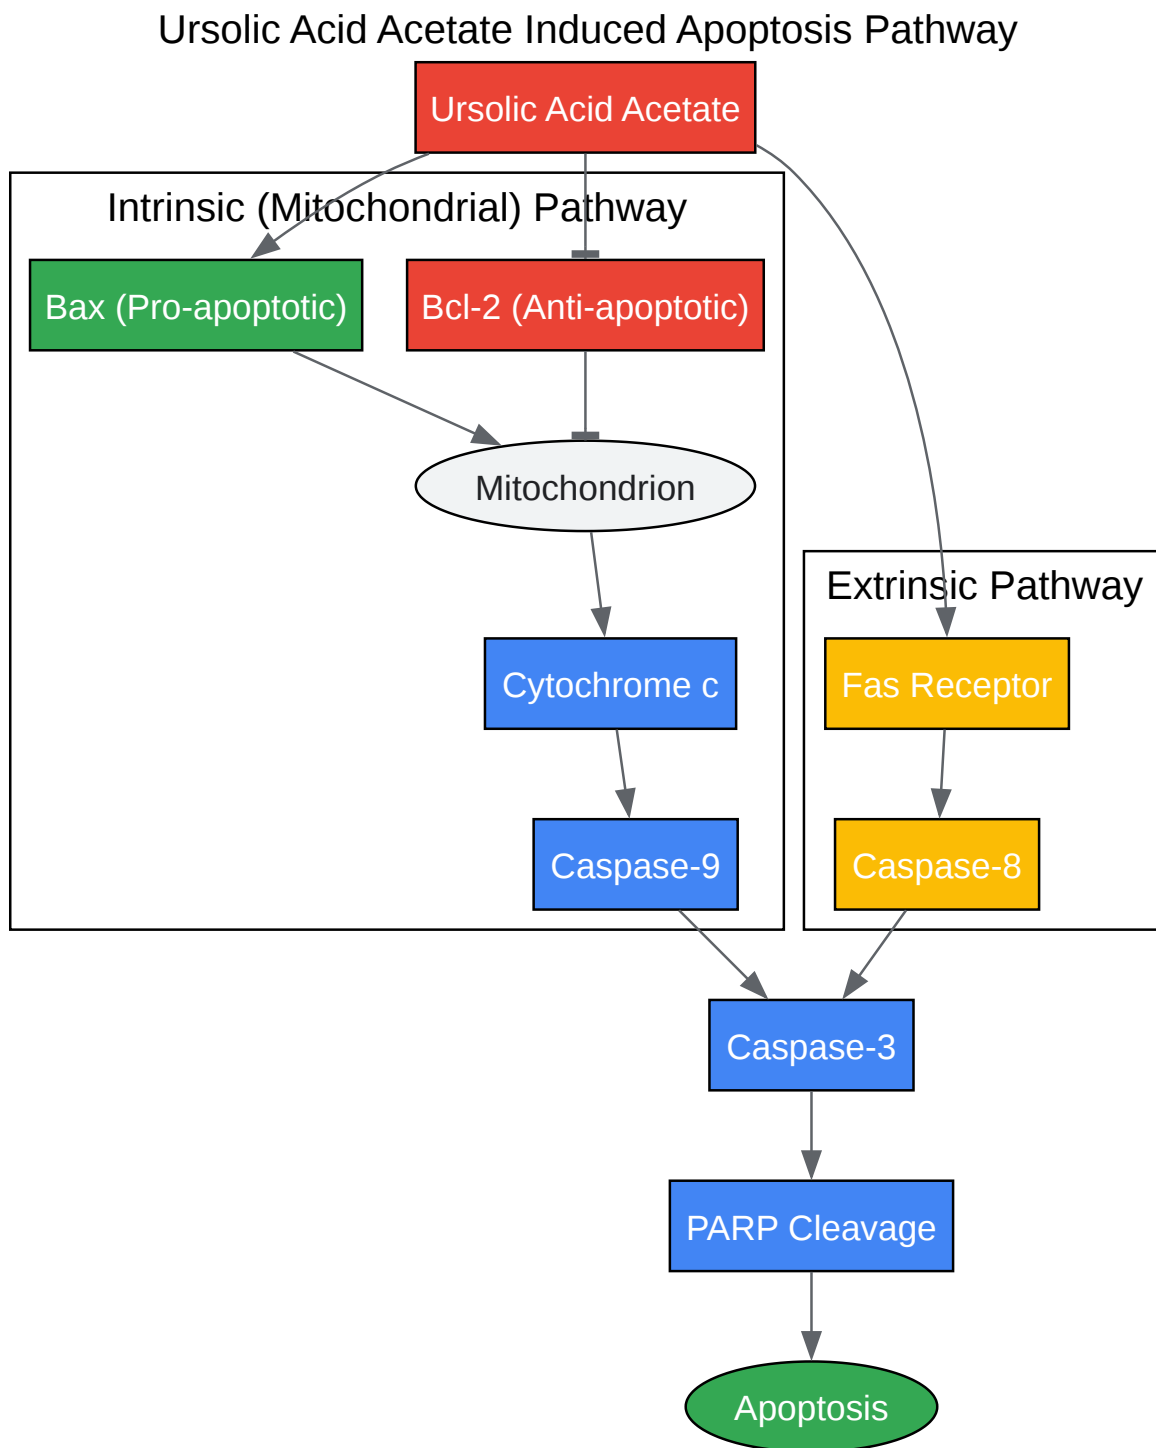 Ursolic Acid Acetate Induced Apoptosis Pathway
Ursolic Acid Acetate
Intrinsic (Mitochondrial) Pathway
Bax (Pro-apoptotic)
Bcl-2 (Anti-apoptotic)
Mitochondrion
Cytochrome c
Caspase-9
Extrinsic Pathway
Fas Receptor
Caspase-8
Caspase-3
PARP Cleavage
Apoptosis